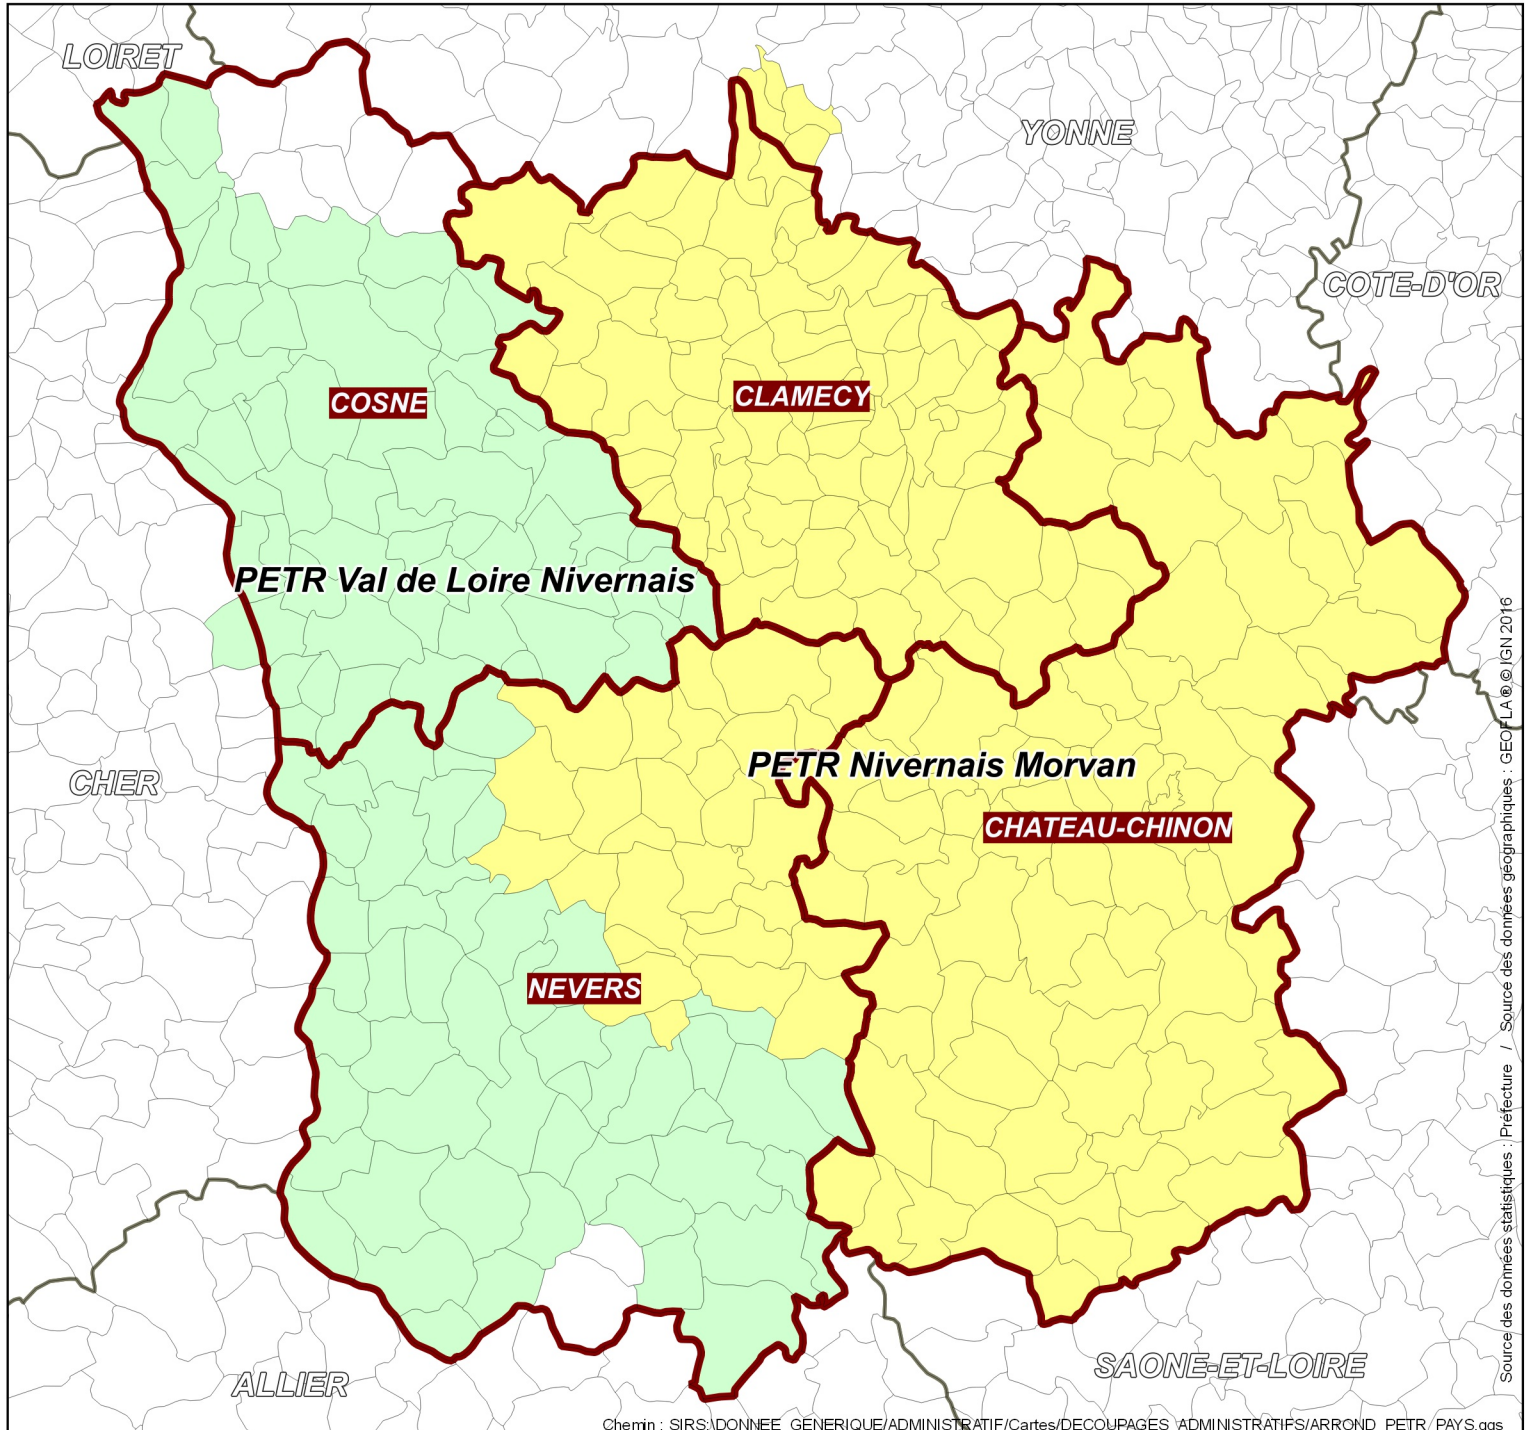 LOIRET
YONNE
COTE-D'OR
COSNE
CLAMECY
PETR Val de Loire Nivernais
PETR Nivernais Morvan
CHER
CHATEAU-CHINON
NEVERS
ALLIER
SAONE-ET-LOIRE
Source des données statistiques : Préfecture / Source des données géographiques : GEOFLA® © IGN 2016
Chemin : SIRS:\DONNEE_GENERIQUE/ADMINISTRATIF/Cartes/DECOUPAGES_ADMINISTRATIFS/ARROND_PETR_PAYS.qgs